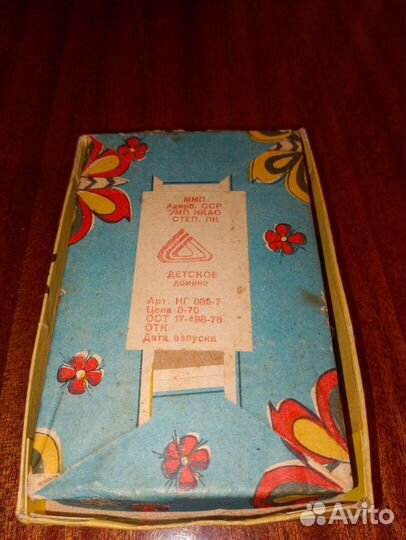 ММП
Азерб. ССР
УМП НКАО
СТЕП. ПК
ДЕТСКОЕ
ДОМИНО
Арт. НГ 085-7
Цена 0-70
ОСТ 17-498-76
ОТК
Дата выпуска
Avito